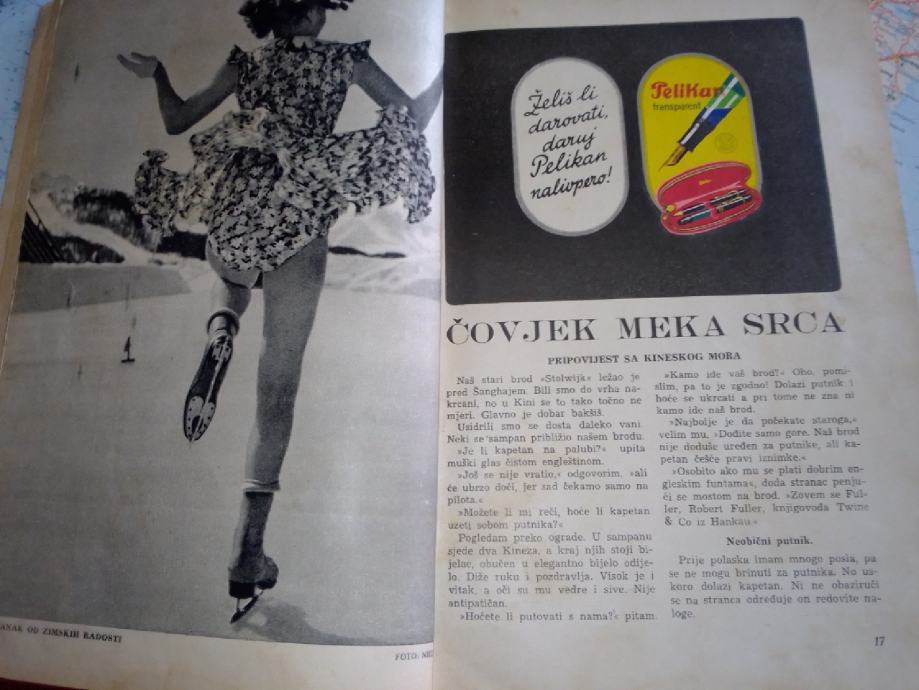 ANAK OD ZIMSKIH RADOSTI
FOTO:
Želiš li
darovati,
daruj
Pelikan
nalivpero!
Pelikan
transparent
ČOVJEK MEKA SRCA
PRIPOVIJEST SA KINESKOG MORA
Naš stari brod »Stolwijk« ležao je
pred Šanghajem. Bili smo do vrha na-
krcani, no u Kini se to tako točno ne
mjeri. Glavno je dobar bakšiš.
Usidrili smo se dosta daleko vani.
Neki se sampan približio našem brodu.
»Je li kapetan na palubi?« upita
muški glas čistom engleštinom.
»Još se nije vratio,« odgovorim, »ali
će ubrzo doći, jer sad čekamo samo na
pilota.«
»Možete li mi reči, hoće li kapetan
uzeti sobom putnika?«
Pogledam preko ograde. U sampanu
sjede dva Kineza, a kraj njih stoji bi-
jelac, obučen u elegantno bijelo odije-
lo. Diže ruku i pozdravlja. Visok je i
vitak, a oči su mu vedre i sive. Nije
antipatičan.
»Hoćete li putovati s nama?« pitam.
»Kamo ide vaš brod?« Oho, pomi-
slim, pa to je zgodno! Dolazi putnik i
hoće se ukrcati a pri tome ne zna ni
kamo ide naš brod.
»Najbolje je da počekate staroga,«
velim mu. »Dođite samo gore. Naš brod
nije doduše uređen za putnike, ali ka-
petan češće pravi iznimke.«
»Osobito ako mu se plati dobrim en-
gleskim funtama«, doda stranac penju-
ći se mostom na brod. »Zovem se Ful-
ler, Robert Fuller, knjigovođa Twine
& Co iz Hankau.«
Neobični putnik.
Prije polaska imam mnogo posla, pa
se ne mogu brinuti za putnika. No us-
koro dolazi kapetan. Ni ne obaziruči
se na stranca određuje on redovite na-
loge.
17